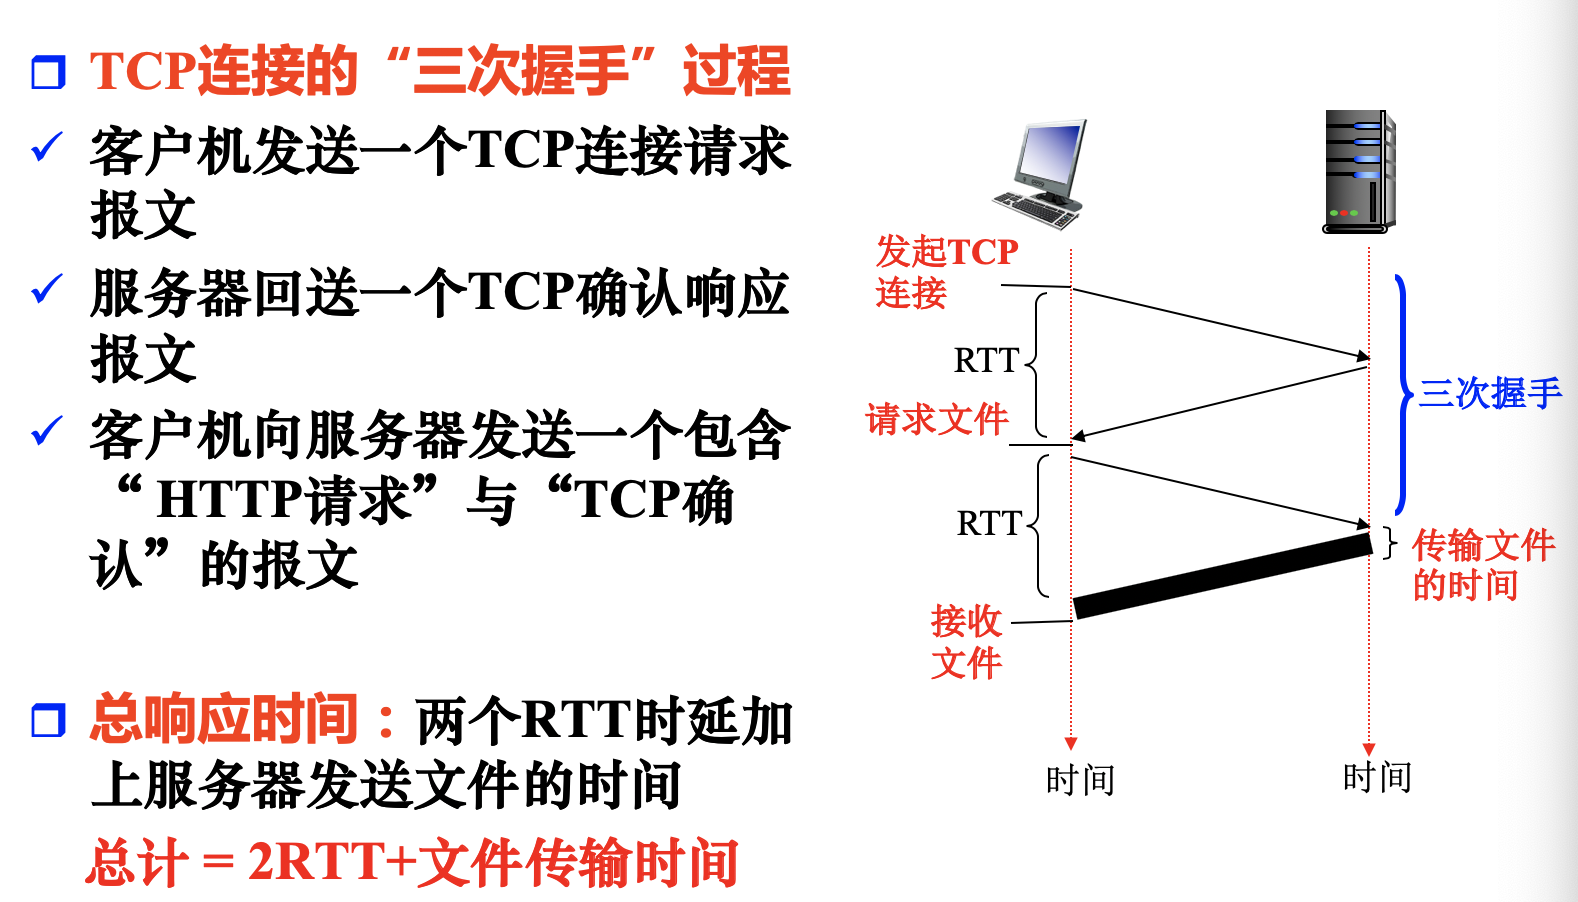 TCP连接的“三次握手”过程
客户机发送一个TCP连接请求
报文
服务器回送一个TCP确认响应
报文
客户机向服务器发送一个包含
“ HTTP请求”与“TCP确
认”的报文
总响应时间：两个RTT时延加
上服务器发送文件的时间
总计 = 2RTT+文件传输时间
发起TCP
连接
RTT
请求文件
RTT
接收
文件
三次握手
传输文件
的时间
时间
时间